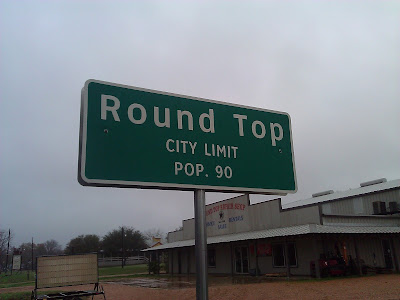 Round Top
CITY LIMIT
POP. 90